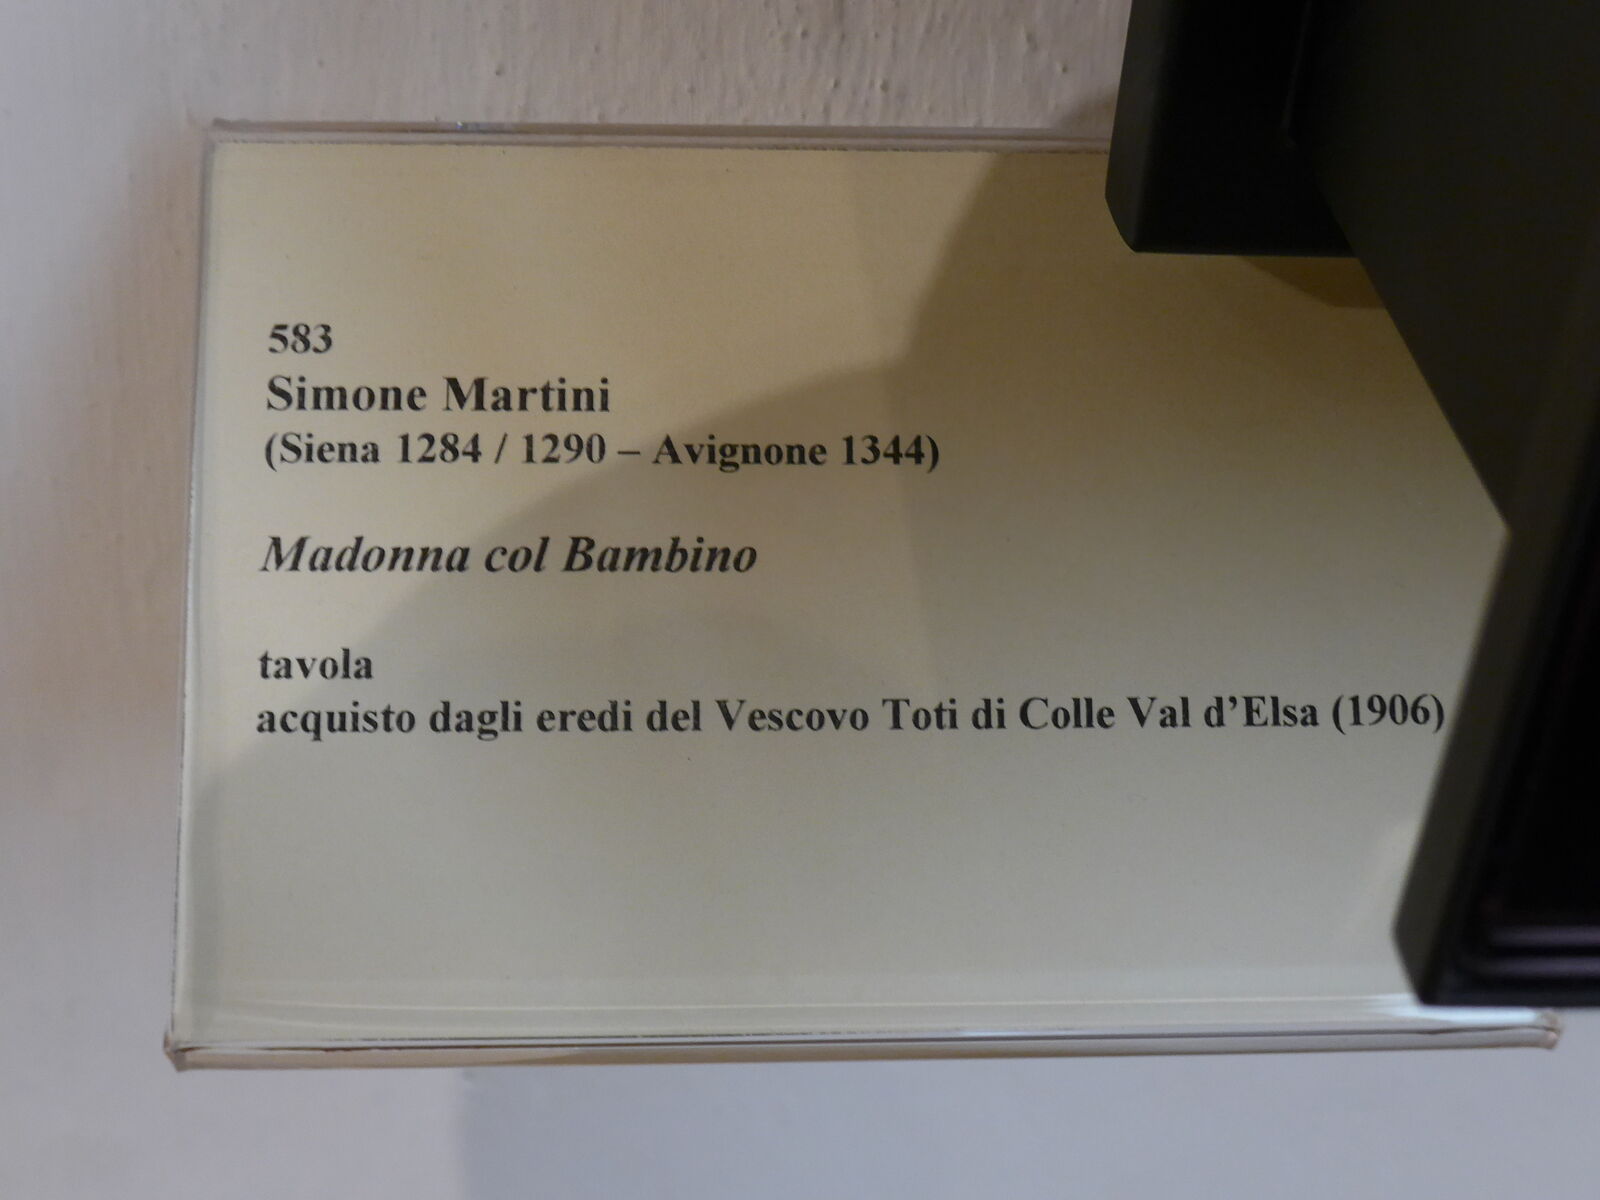 583
Simone Martini
(Siena 1284 / 1290 – Avignone 1344)
Madonna col Bambino
tavola
acquisto dagli eredi del Vescovo Toti di Colle Val d’Elsa (1906)